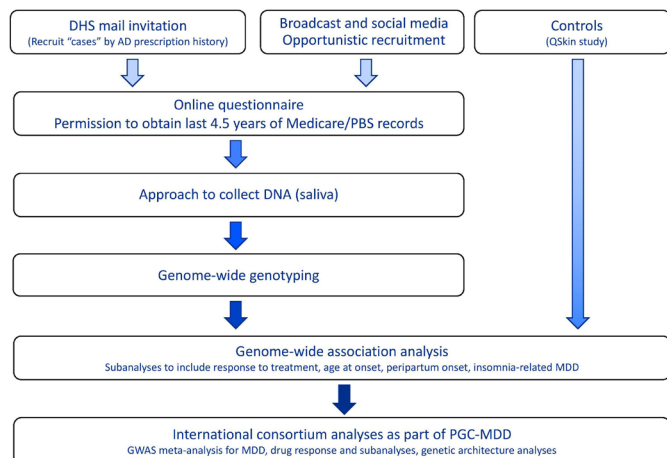 DHS mail invitation
(Recruit "cases" by AD prescription history)
Broadcast and social media
Opportunistic recruitment
Controls
(QSkin study)
Online questionnaire
Permission to obtain last 4.5 years of Medicare/PBS records
Approach to collect DNA (saliva)
Genome-wide genotyping
Genome-wide association analysis
Subanalyses to include response to treatment, age at onset, peripartum onset, insomnia-related MDD
International consortium analyses as part of PGC-MDD
GWAS meta-analysis for MDD, drug response and subanalyses, genetic architecture analyses